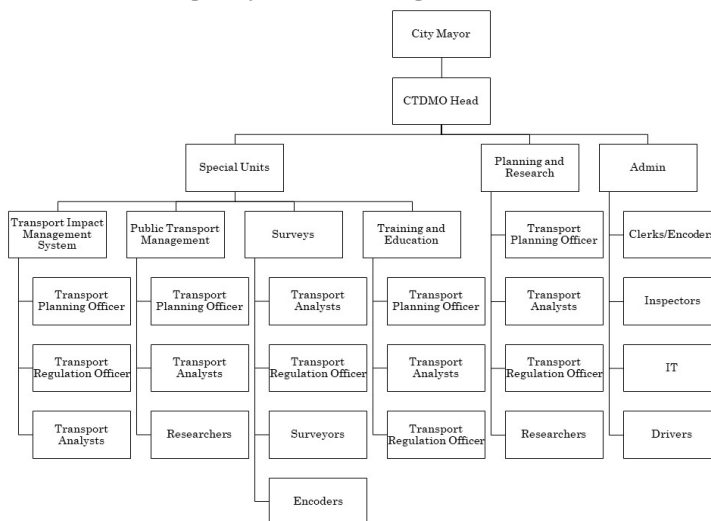 City Mayor
CTDMO Head
Special Units
Planning and
Research
Admin
Transport Impact
Management
System
Public Transport
Management
Surveys
Training and
Education
Transport
Planning Officer
Clerks/Encoders
Transport
Planning Officer
Transport
Planning Officer
Transport
Analysts
Transport
Planning Officer
Transport
Analysts
Inspectors
Transport
Regulation Officer
Transport
Analysts
Transport
Regulation Officer
Transport
Analysts
Transport
Regulation Officer
IT
Transport
Analysts
Researchers
Surveyors
Transport
Regulation Officer
Researchers
Drivers
Encoders